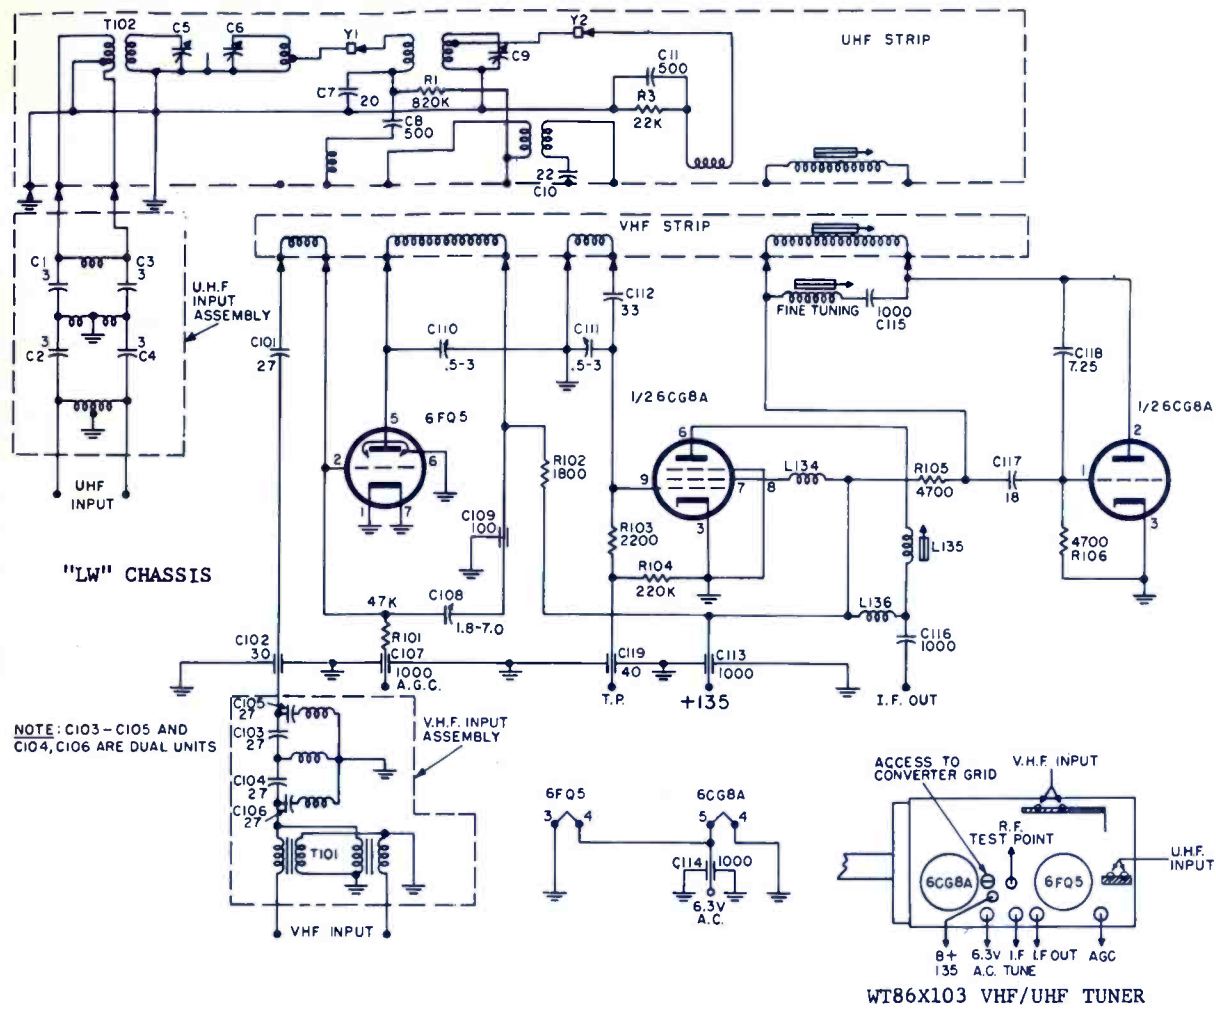 T102
C5
C6
Y1
Y2
C9
UHF STRIP
C11
500
C7
20
R1
820K
R3
22K
C8
500
22
C10
VHF STRIP
C1
3
C3
3
U.H.F
INPUT
ASSEMBLY
3
C2
3
C4
UHF
INPUT
"LW" CHASSIS
C101
27
C110
.5-3
C111
.5-3
C112
33
FINE TUNING
1000
C115
C118
7.25
6FQ5
5
2
6
1
7
R102
1800
1/2 6CG8A
6
9
7
8
3
L134
R105
4700
C117
18
1/2 6CG8A
2
1
3
C109
100
R103
2200
R104
220K
L135
4700
R106
47K
C108
1.8-7.0
R101
L136
C116
1000
C102
30
C107
1000
A.G.C.
C119
40
T.P.
C113
1000
+135
I.F. OUT
NOTE: C103-C105 AND
C104, C106 ARE DUAL UNITS
C105
27
C103
27
C104
27
C106
27
T101
V.H.F. INPUT
ASSEMBLY
VHF INPUT
6FQ5
3
4
6CG8A
5
4
C114
1000
6.3V
A.C.
ACCESS TO
CONVERTER GRID
V.H.F. INPUT
R.F.
TEST POINT
U.H.F.
INPUT
6CG8A
6FQ5
B+
135
6.3V
A.C.
I.F
TUNE
I.F OUT
AGC
WT86X103 VHF/UHF TUNER